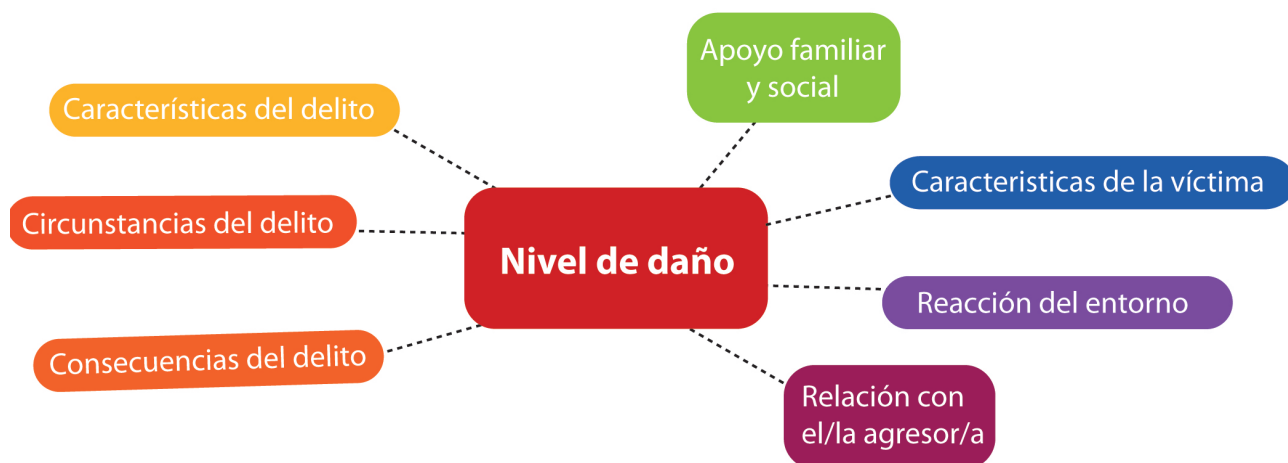 Apoyo familiar
y social
Características del delito
Caracteristicas de la víctima
Circunstancias del delito
Nivel de daño
Reacción del entorno
Consecuencias del delito
Relación con
el/la agresor/a